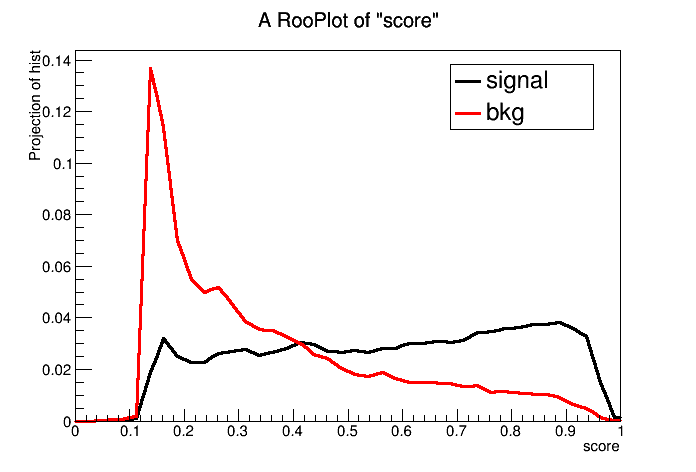 A RooPlot of "score"
Projection of hist
0.14
0.12
0.1
0.08
0.06
0.04
0.02
0
signal
bkg
0 0.1 0.2 0.3 0.4 0.5 0.6 0.7 0.8 0.9 1
score